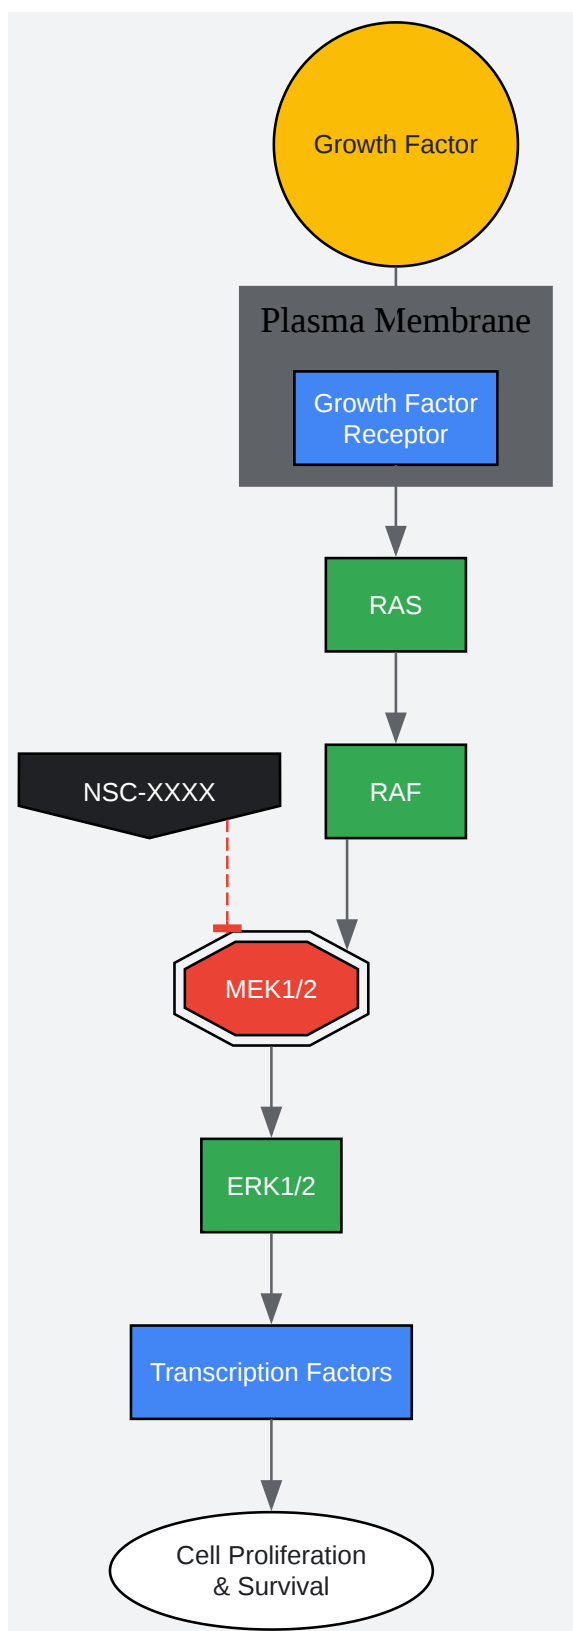 Growth Factor
Plasma Membrane
Growth Factor
Receptor
RAS
NSC-XXXX
RAF
MEK1/2
ERK1/2
Transcription Factors
Cell Proliferation
& Survival